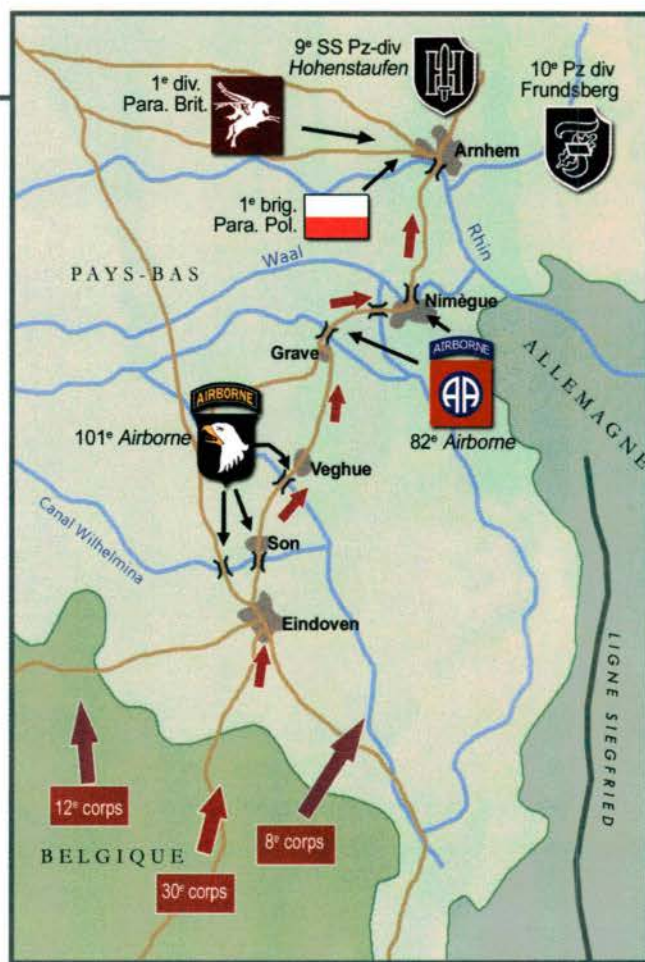 9e SS Pz-div
Hohenstaufen
10e Pz div
Frundsberg
1e div.
Para. Brit.
Arnhem
1e brig.
Para. Pol.
Rhin
Waal
PAYS-BAS
Nimègue
Grave
AIRBORNE
AA
82e Airborne
ALLEMAGNE
AIRBORNE
101e Airborne
Veghue
Canal Wilhelmina
Son
Eindoven
LIGNE SIEGFRIED
12e corps
8e corps
BELGIQUE
30e corps